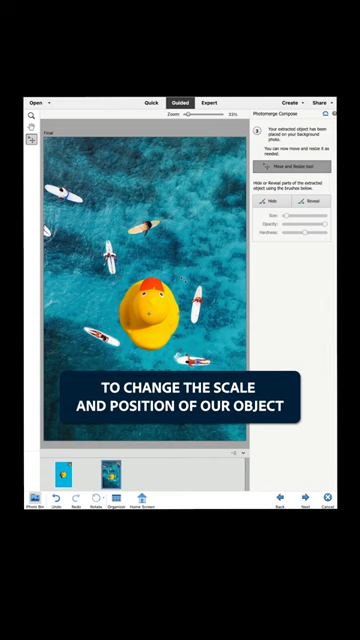 Open
Quick
Guided
Expert
Create
Share
Zoom:
53%
Photomerge Compose
Final
3
Your extracted object has been
placed on your background
photo.
You can now move and resize it as
needed.
Move and Resize tool
Hide or Reveal parts of the extracted
object using the brushes below.
Hide
Reveal
Size:
Opacity:
Hardness:
TO CHANGE THE SCALE
AND POSITION OF OUR OBJECT
Photo Bin
Undo
Redo
Rotate
Organizer
Home Screen
Back
Next
Cancel